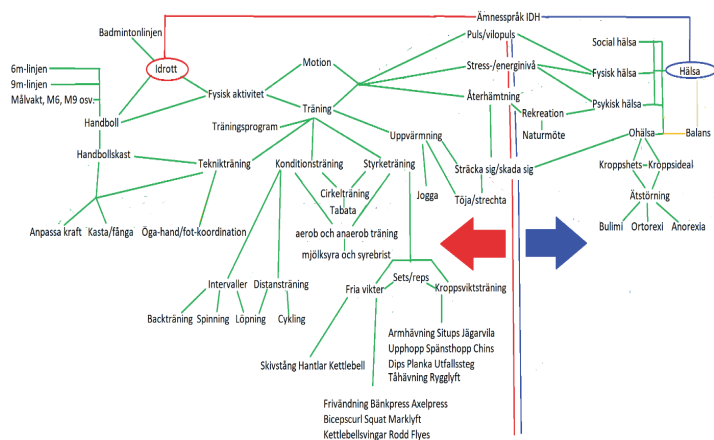 Ämnesspråk IDH
Badmintonlinjen
Puls/vilopuls
Social hälsa
6m-linjen
Idrott
Motion
Stress-/energinivå
Fysisk hälsa
Hälsa
9m-linjen
Fysisk aktivitet
Återhämtning
Psykisk hälsa
Målvakt, M6, M9 osv.
Träning
Rekreation
Handboll
Träningsprogram
Uppvärmning
Naturmöte
Ohälsa
Balans
Handbollskast
Teknikträning
Konditionsträning
Styrketräning
Sträcka sig/skada sig
Kroppshets–Kroppsideal
Cirkelträning
Tabata
Jogga
Töja/strechta
Ätstörning
Anpassa kraft
Kasta/fånga
Öga-hand/fot-koordination
aerob och anaerob träning
Bulimi
Ortorexi
Anorexia
mjölksyra och syrebrist
Intervaller
Distansträning
Fria vikter
Sets/reps
Kroppsviktsträning
Backträning
Spinning
Löpning
Cykling
Armhävning Situps Jägarvila
Upphopp Spänsthopp Chins
Dips Planka Utfallssteg
Tåhävning Rygglyft
Skivstång Hantlar Kettlebell
Frivändning Bänkpress Axelpress
Bicepscurl Squat Marklyft
Kettlebellsvingar Rodd Flyes